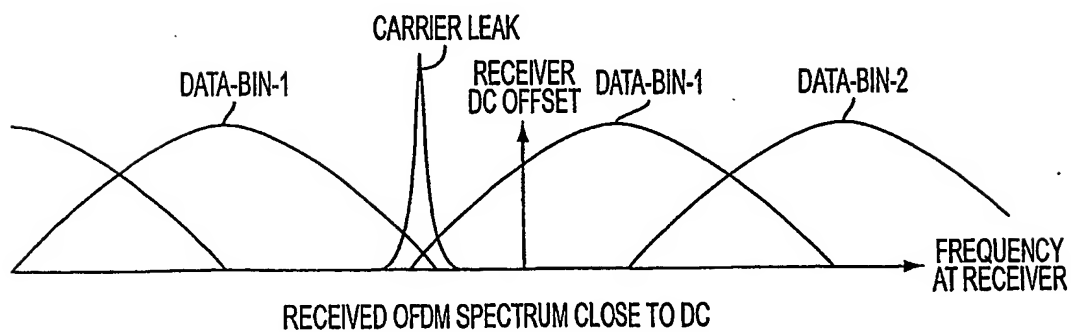 CARRIER LEAK
DATA-BIN-1
RECEIVER
DC OFFSET
DATA-BIN-1
DATA-BIN-2
FREQUENCY
AT RECEIVER
RECEIVED OFDM SPECTRUM CLOSE TO DC